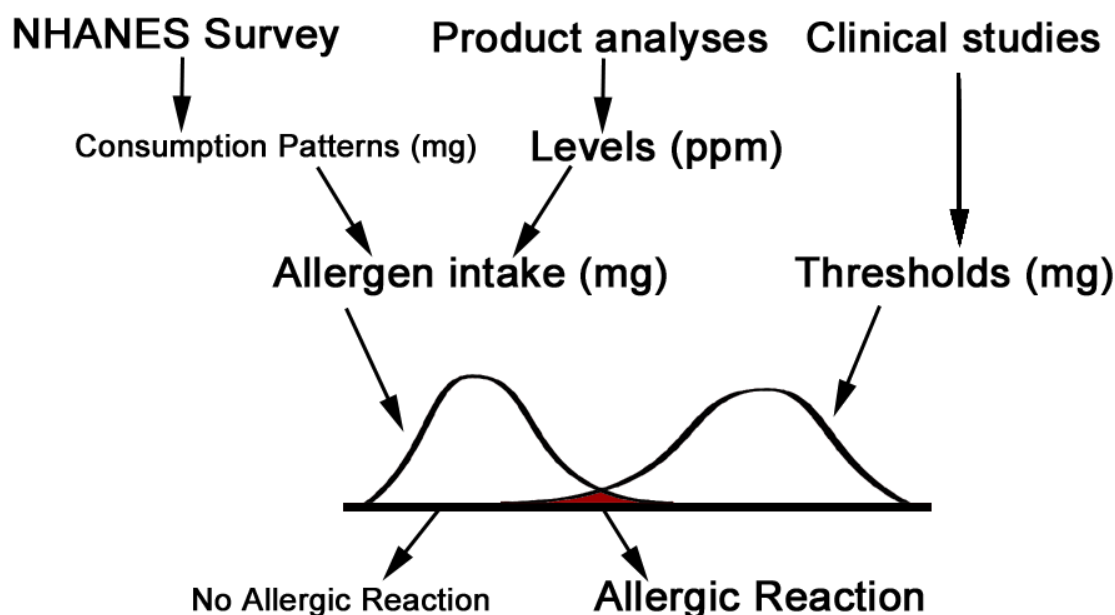 NHANES Survey
Product analyses
Clinical studies
Consumption Patterns (mg)
Levels (ppm)
Allergen intake (mg)
Thresholds (mg)
No Allergic Reaction
Allergic Reaction